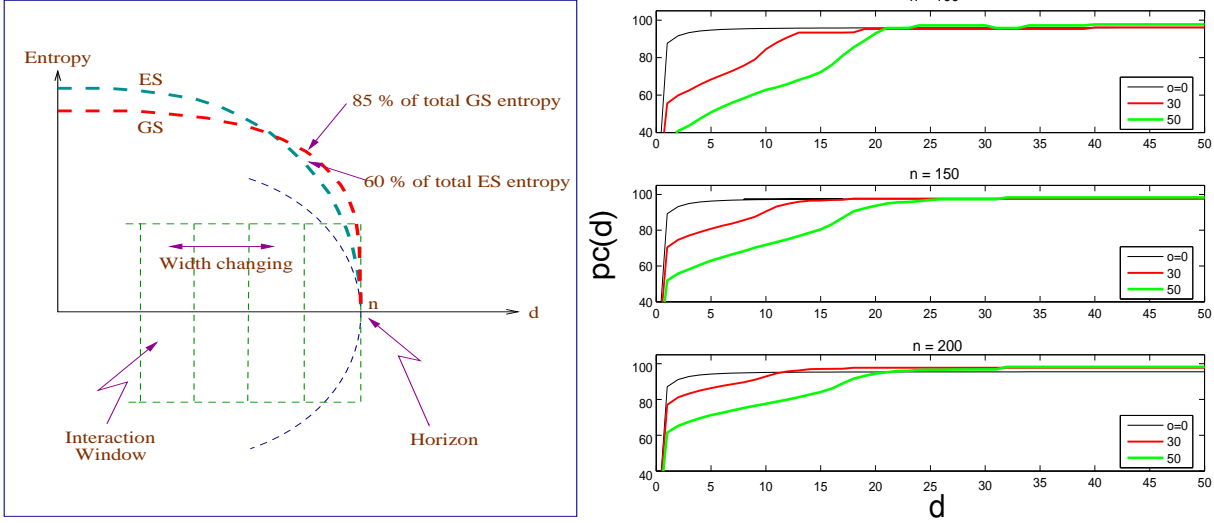 Entropy
ES
GS
85 % of total GS entropy
60 % of total ES entropy
Width changing
n
d
Interaction
Window
Horizon
100
80
60
40
0 5 10 15 20 25 30 35 40 45 50
o=0
30
50
n = 150
100
80
60
40
0 5 10 15 20 25 30 35 40 45 50
o=0
30
50
pc(d)
n = 200
100
80
60
40
0 5 10 15 20 25 30 35 40 45 50
o=0
30
50
d